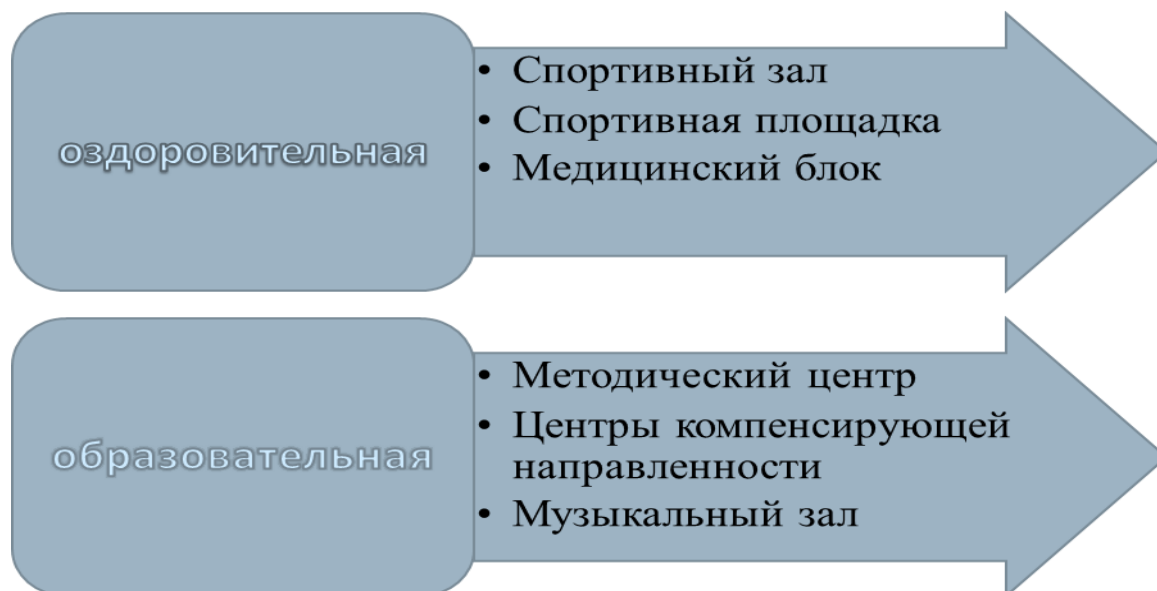 оздоровительная
• Спортивный зал
• Спортивная площадка
• Медицинский блок
образовательная
• Методический центр
• Центры компенсирующей
направленности
• Музыкальный зал